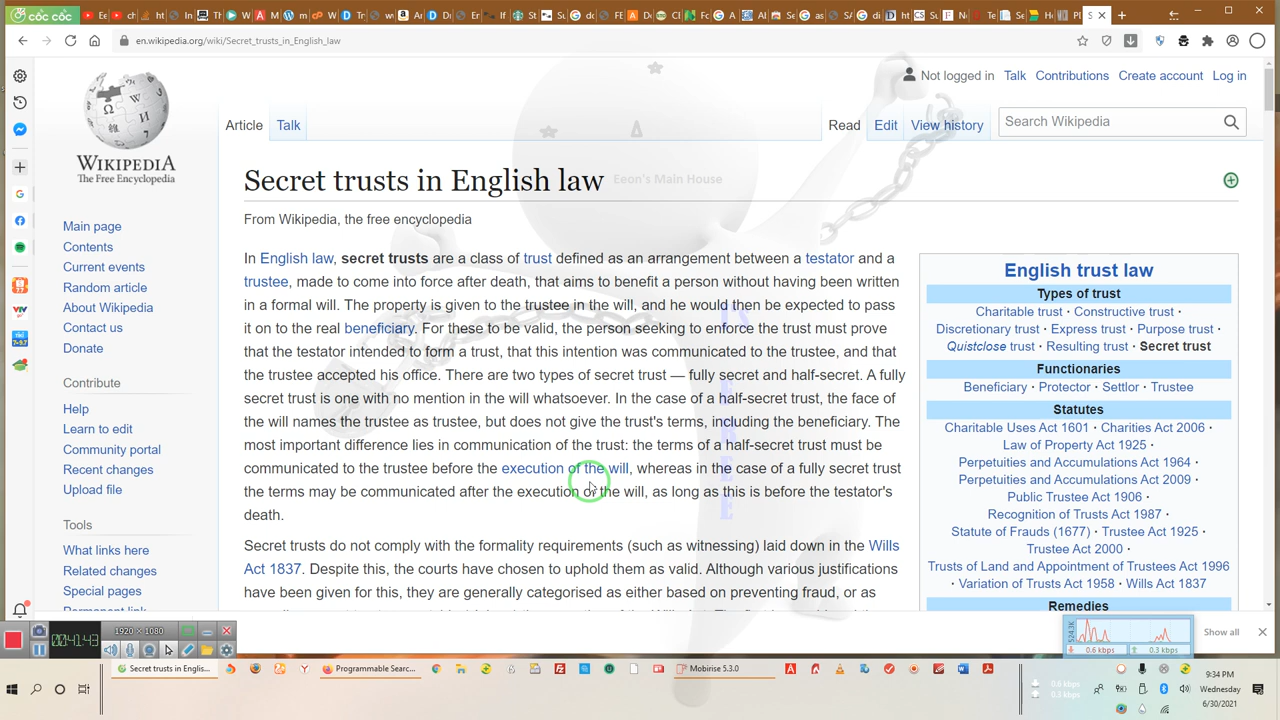 CỐC CỐC
en.wikipedia.org/wiki/Secret_trusts_in_English_law
Not logged in Talk Contributions Create account Log in
Article Talk Read Edit View history Search Wikipedia
WIKIPEDIA
The Free Encyclopedia
Secret trusts in English law
Eeon's Main House
From Wikipedia, the free encyclopedia
Main page
Contents
Current events
Random article
About Wikipedia
Contact us
Donate
Contribute
Help
Learn to edit
Community portal
Recent changes
Upload file
Tools
What links here
Related changes
Special pages
Permanent link
In English law, secret trusts are a class of trust defined as an arrangement between a testator and a
trustee, made to come into force after death, that aims to benefit a person without having been written
in a formal will. The property is given to the trustee in the will, and he would then be expected to pass
it on to the real beneficiary. For these to be valid, the person seeking to enforce the trust must prove
that the testator intended to form a trust, that this intention was communicated to the trustee, and that
the trustee accepted his office. There are two types of secret trust — fully secret and half-secret. A fully
secret trust is one with no mention in the will whatsoever. In the case of a half-secret trust, the face of
the will names the trustee as trustee, but does not give the trust's terms, including the beneficiary. The
most important difference lies in communication of the trust: the terms of a half-secret trust must be
communicated to the trustee before the execution of the will, whereas in the case of a fully secret trust
the terms may be communicated after the execution of the will, as long as this is before the testator's
death.
Secret trusts do not comply with the formality requirements (such as witnessing) laid down in the Wills
Act 1837. Despite this, the courts have chosen to uphold them as valid. Although various justifications
have been given for this, they are generally categorised as either based on preventing fraud, or as
English trust law
Types of trust
Charitable trust · Constructive trust ·
Discretionary trust · Express trust · Purpose trust ·
Quistclose trust · Resulting trust · Secret trust
Functionaries
Beneficiary · Protector · Settlor · Trustee
Statutes
Charitable Uses Act 1601 · Charities Act 2006 ·
Law of Property Act 1925 ·
Perpetuities and Accumulations Act 1964 ·
Perpetuities and Accumulations Act 2009 ·
Public Trustee Act 1906 ·
Recognition of Trusts Act 1987 ·
Statute of Frauds (1677) · Trustee Act 1925 ·
Trustee Act 2000 ·
Trusts of Land and Appointment of Trustees Act 1996
· Variation of Trusts Act 1958 · Wills Act 1837
Remedies
1920 × 1080
00:41.43
524.3K
0.6 kbps 0.3 kbps
Show all
Secret trusts in Englis...
Programmable Searc...
Mobirise 5.3.0
0.6 kbps
0.3 kbps
9:34 PM
Wednesday
6/30/2021